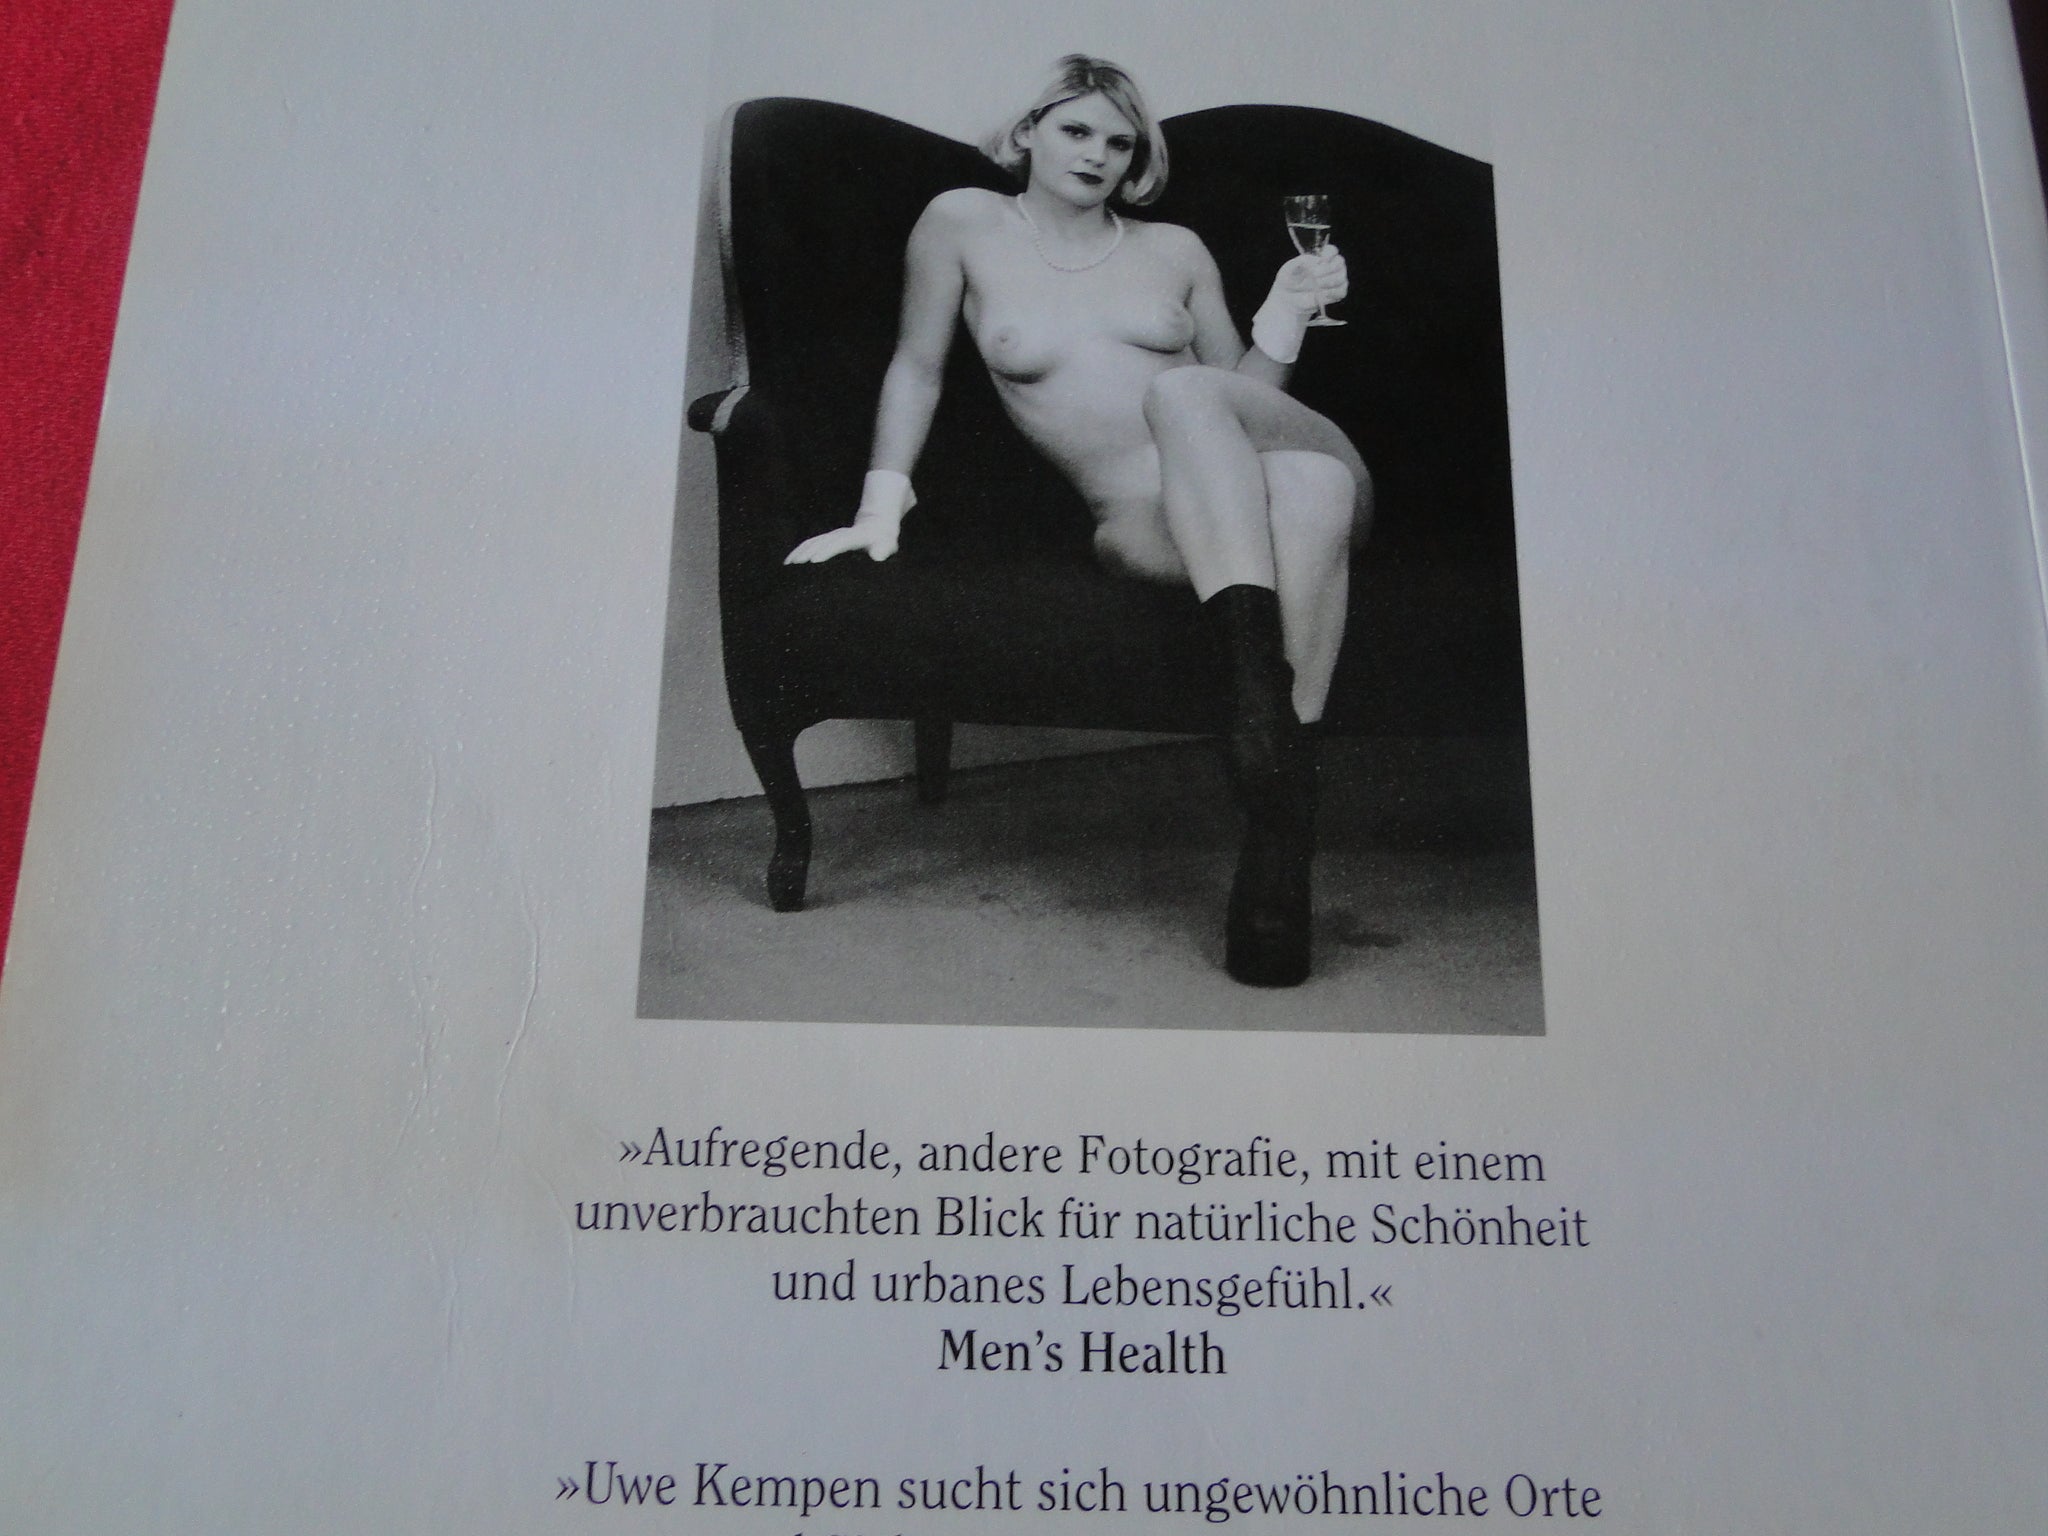 »Aufregende, andere Fotografie, mit einem
unverbrauchten Blick für natürliche Schönheit
und urbanes Lebensgefühl.«
Men's Health
»Uwe Kempen sucht sich ungewöhnliche Orte